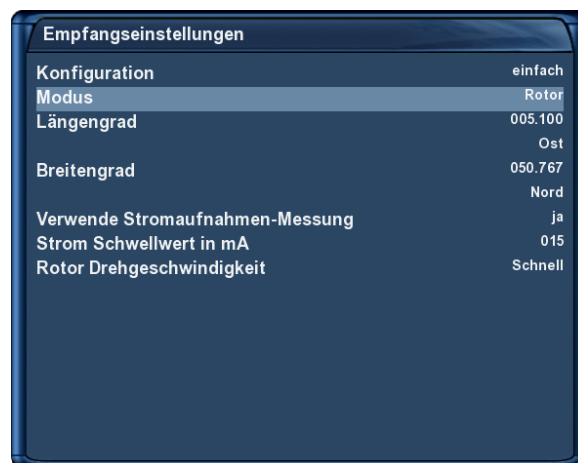 Empfangseinstellungen
Konfiguration einfach
Modus Rotor
Längengrad 005.100
Ost
Breitengrad 050.767
Nord
Verwende Stromaufnahmen-Messung ja
Strom Schwellwert in mA 015
Rotor Drehgeschwindigkeit Schnell